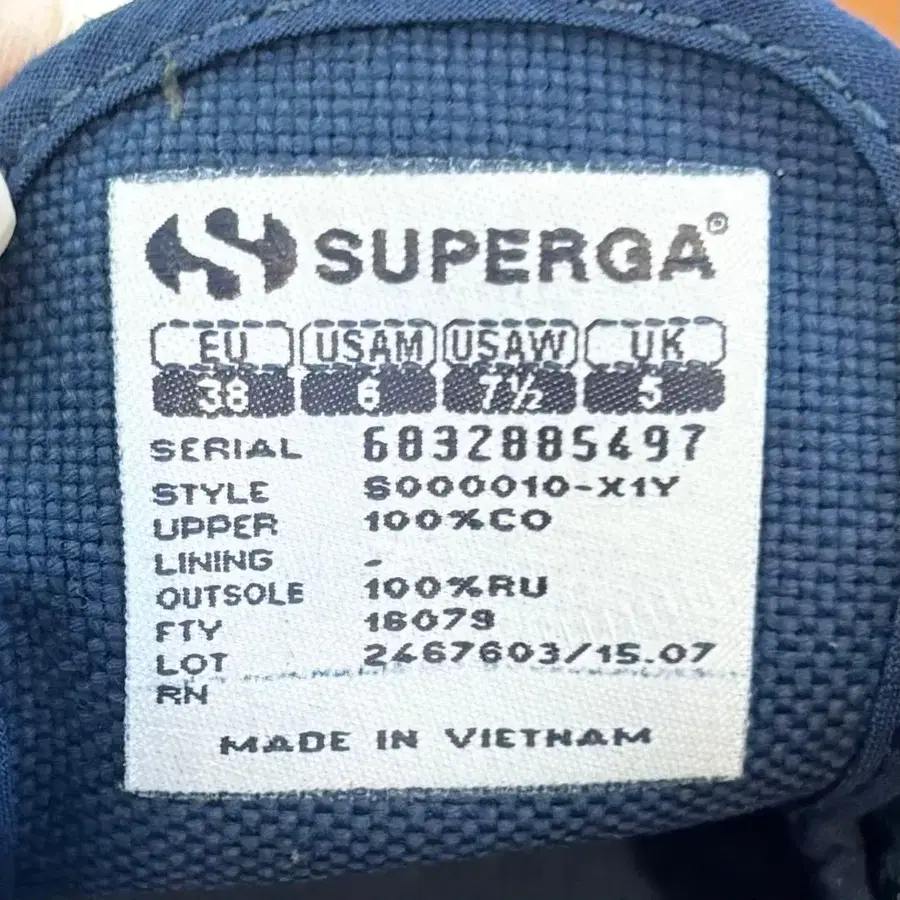 SUPERGA®
EU USAM USAW UK
38 6 7½ 5
SERIAL 6832885497
STYLE S000010-X1Y
UPPER 100%CO
LINING -
OUTSOLE 100%RU
FTY 16079
LOT 2467603/15.07
RN
MADE IN VIETNAM